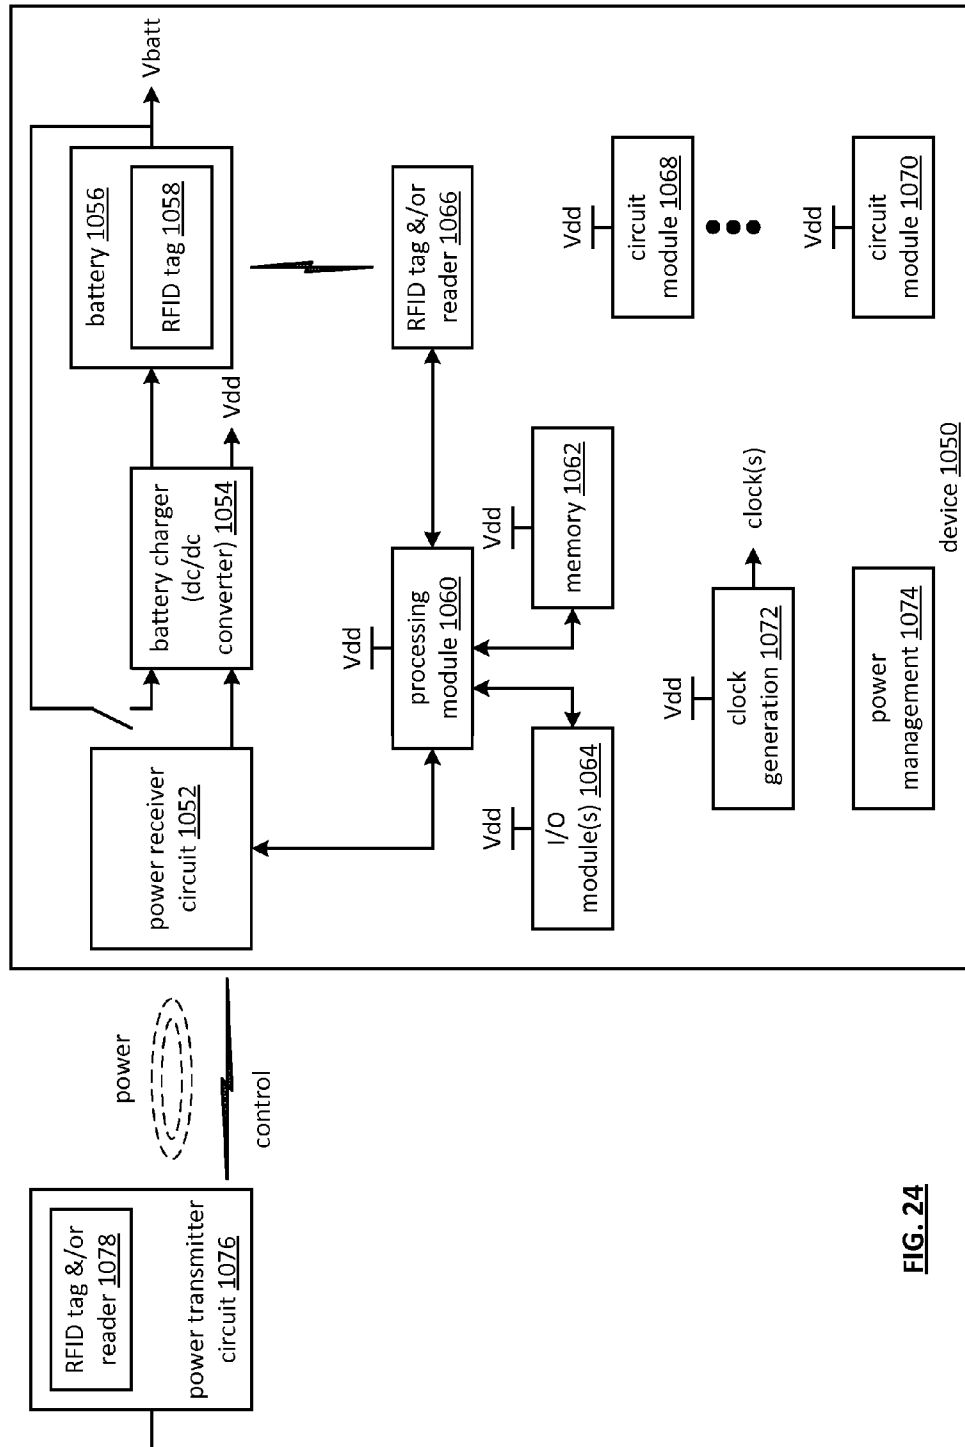 RFID tag &/or
reader 1078
power transmitter
circuit 1076
power
control
power receiver
circuit 1052
battery charger
(dc/dc
converter) 1054
Vdd
battery 1056
RFID tag 1058
Vbatt
Vdd
processing
module 1060
RFID tag &/or
reader 1066
Vdd
I/O
module(s) 1064
Vdd
memory 1062
Vdd
circuit
module 1068
Vdd
clock
generation 1072
clock(s)
Vdd
circuit
module 1070
power
management 1074
device 1050
FIG. 24